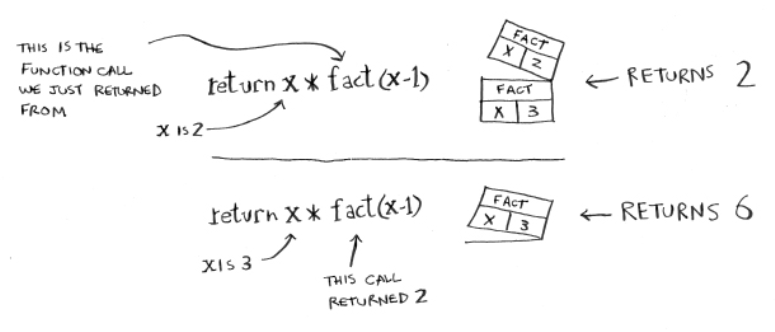 THIS IS THE
FUNCTION CALL
WE JUST RETURNED
FROM
return x * fact(x-1)
X IS 2
FACT
X 2
FACT
X 3
← RETURNS 2
return x * fact(x-1)
X IS 3
THIS CALL
RETURNED 2
FACT
X 3
← RETURNS 6